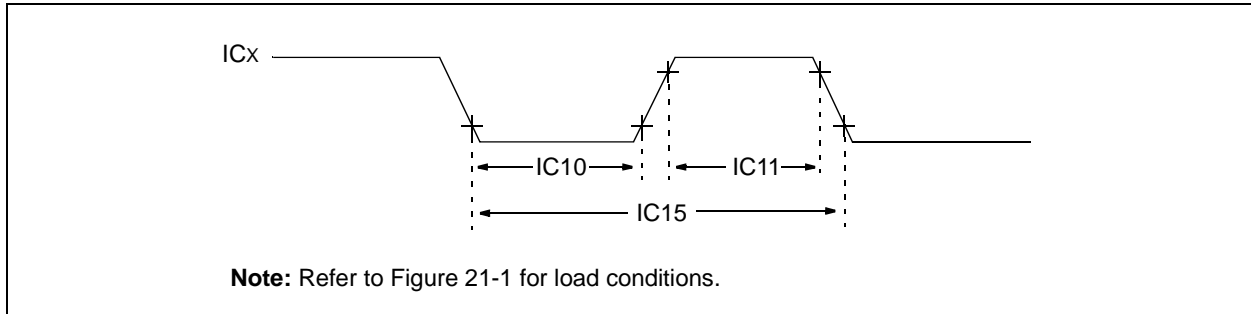 ICX
IC10
IC11
IC15
Note: Refer to Figure 21-1 for load conditions.